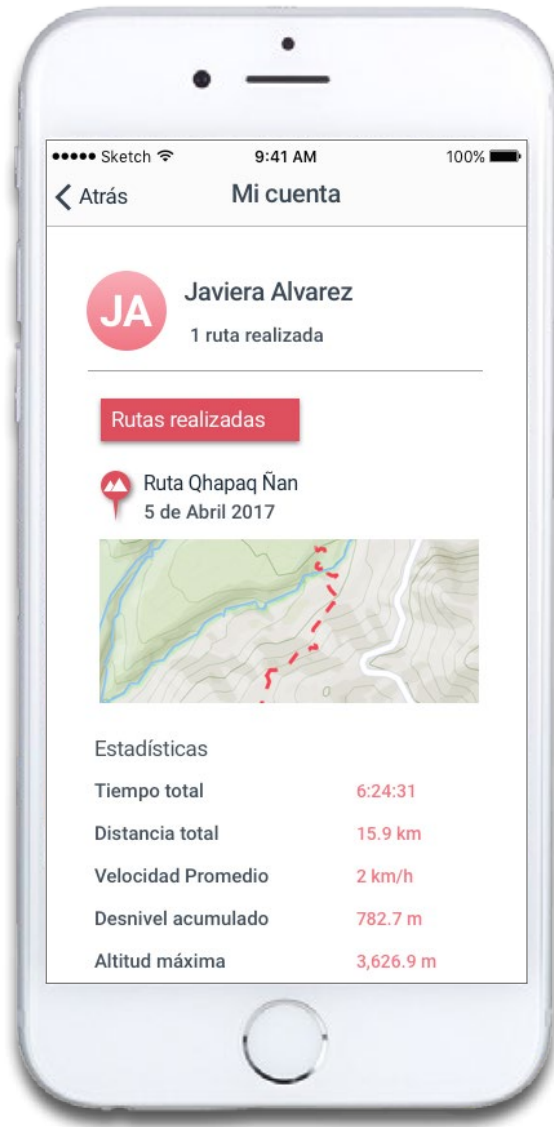 Sketch
9:41 AM
100%
Atrás
Mi cuenta
JA
Javiera Alvarez
1 ruta realizada
Rutas realizadas
Ruta Qhapaq Ñan
5 de Abril 2017
Estadísticas
Tiempo total 6:24:31
Distancia total 15.9 km
Velocidad Promedio 2 km/h
Desnivel acumulado 782.7 m
Altitud máxima 3,626.9 m